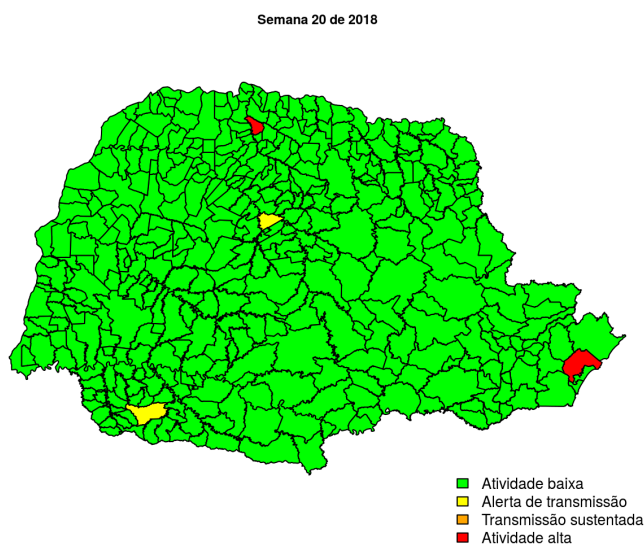 Semana 20 de 2018
Atividade baixa
Alerta de transmissão
Transmissão sustentada
Atividade alta